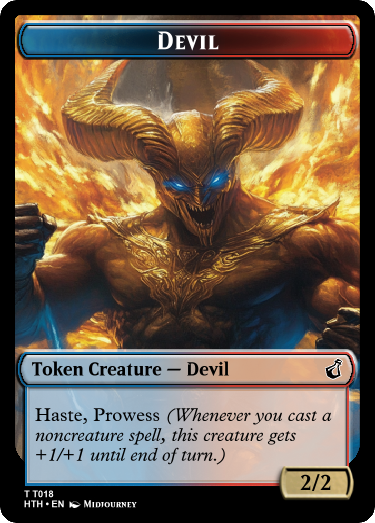 DEVIL
Token Creature — Devil
Haste, Prowess (Whenever you cast a
noncreature spell, this creature gets
+1/+1 until end of turn.)
2/2
T T018
HTH • EN MIDJOURNEY